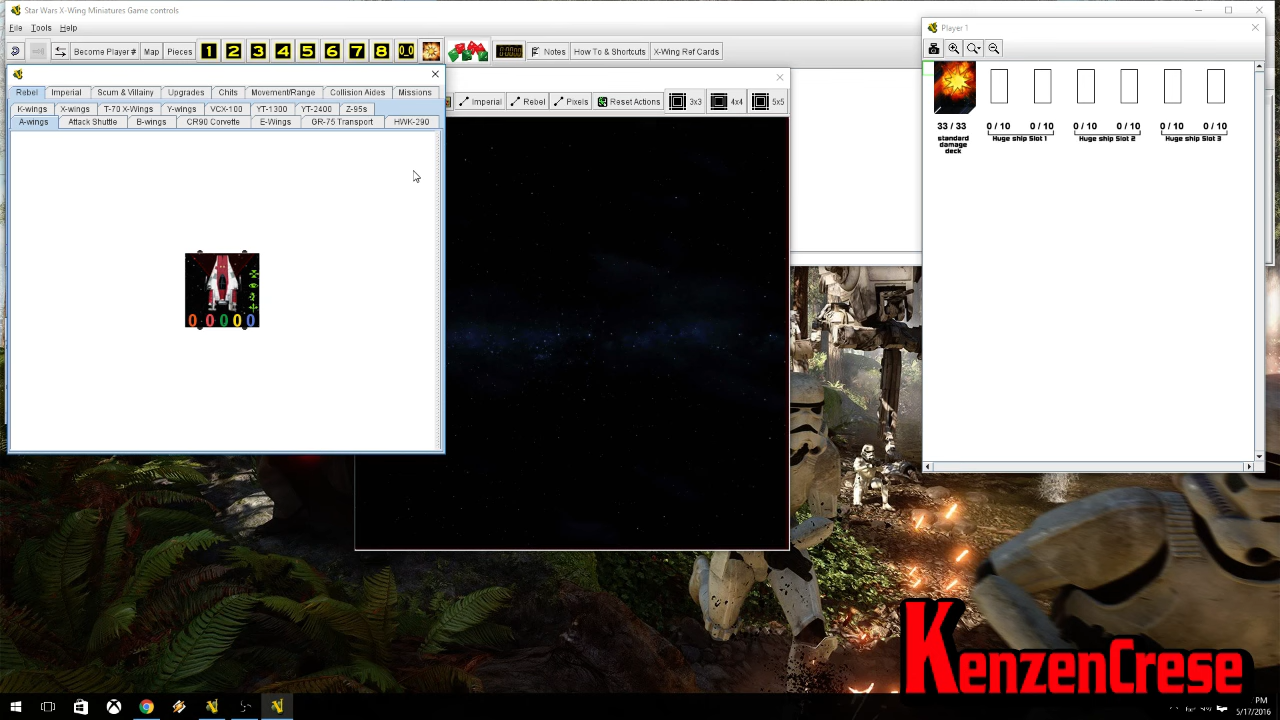 Star Wars X-Wing Miniatures Game controls
File Tools Help
Become Player # Map Pieces 1 2 3 4 5 6 7 8 0_0 Notes How To & Shortcuts X-Wing Ref Cards
Rebel Imperial Scum & Villainy Upgrades Chits Movement/Range Collision Aides Missions
K-wings X-wings T-70 X-Wings Y-wings VCX-100 YT-1300 YT-2400 Z-95s
A-wings Attack Shuttle B-wings CR90 Corvette E-Wings GR-75 Transport HWK-290
0 0 0 0 0
Imperial Rebel Pixels Reset Actions 3x3 4x4 5x5
Player 1
33 / 33 0 / 10 0 / 10 0 / 10 0 / 10 0 / 10 0 / 10
standard damage deck
Huge ship Slot 1 Huge ship Slot 2 Huge ship Slot 3
KenzenCrese
PM
5/17/2016